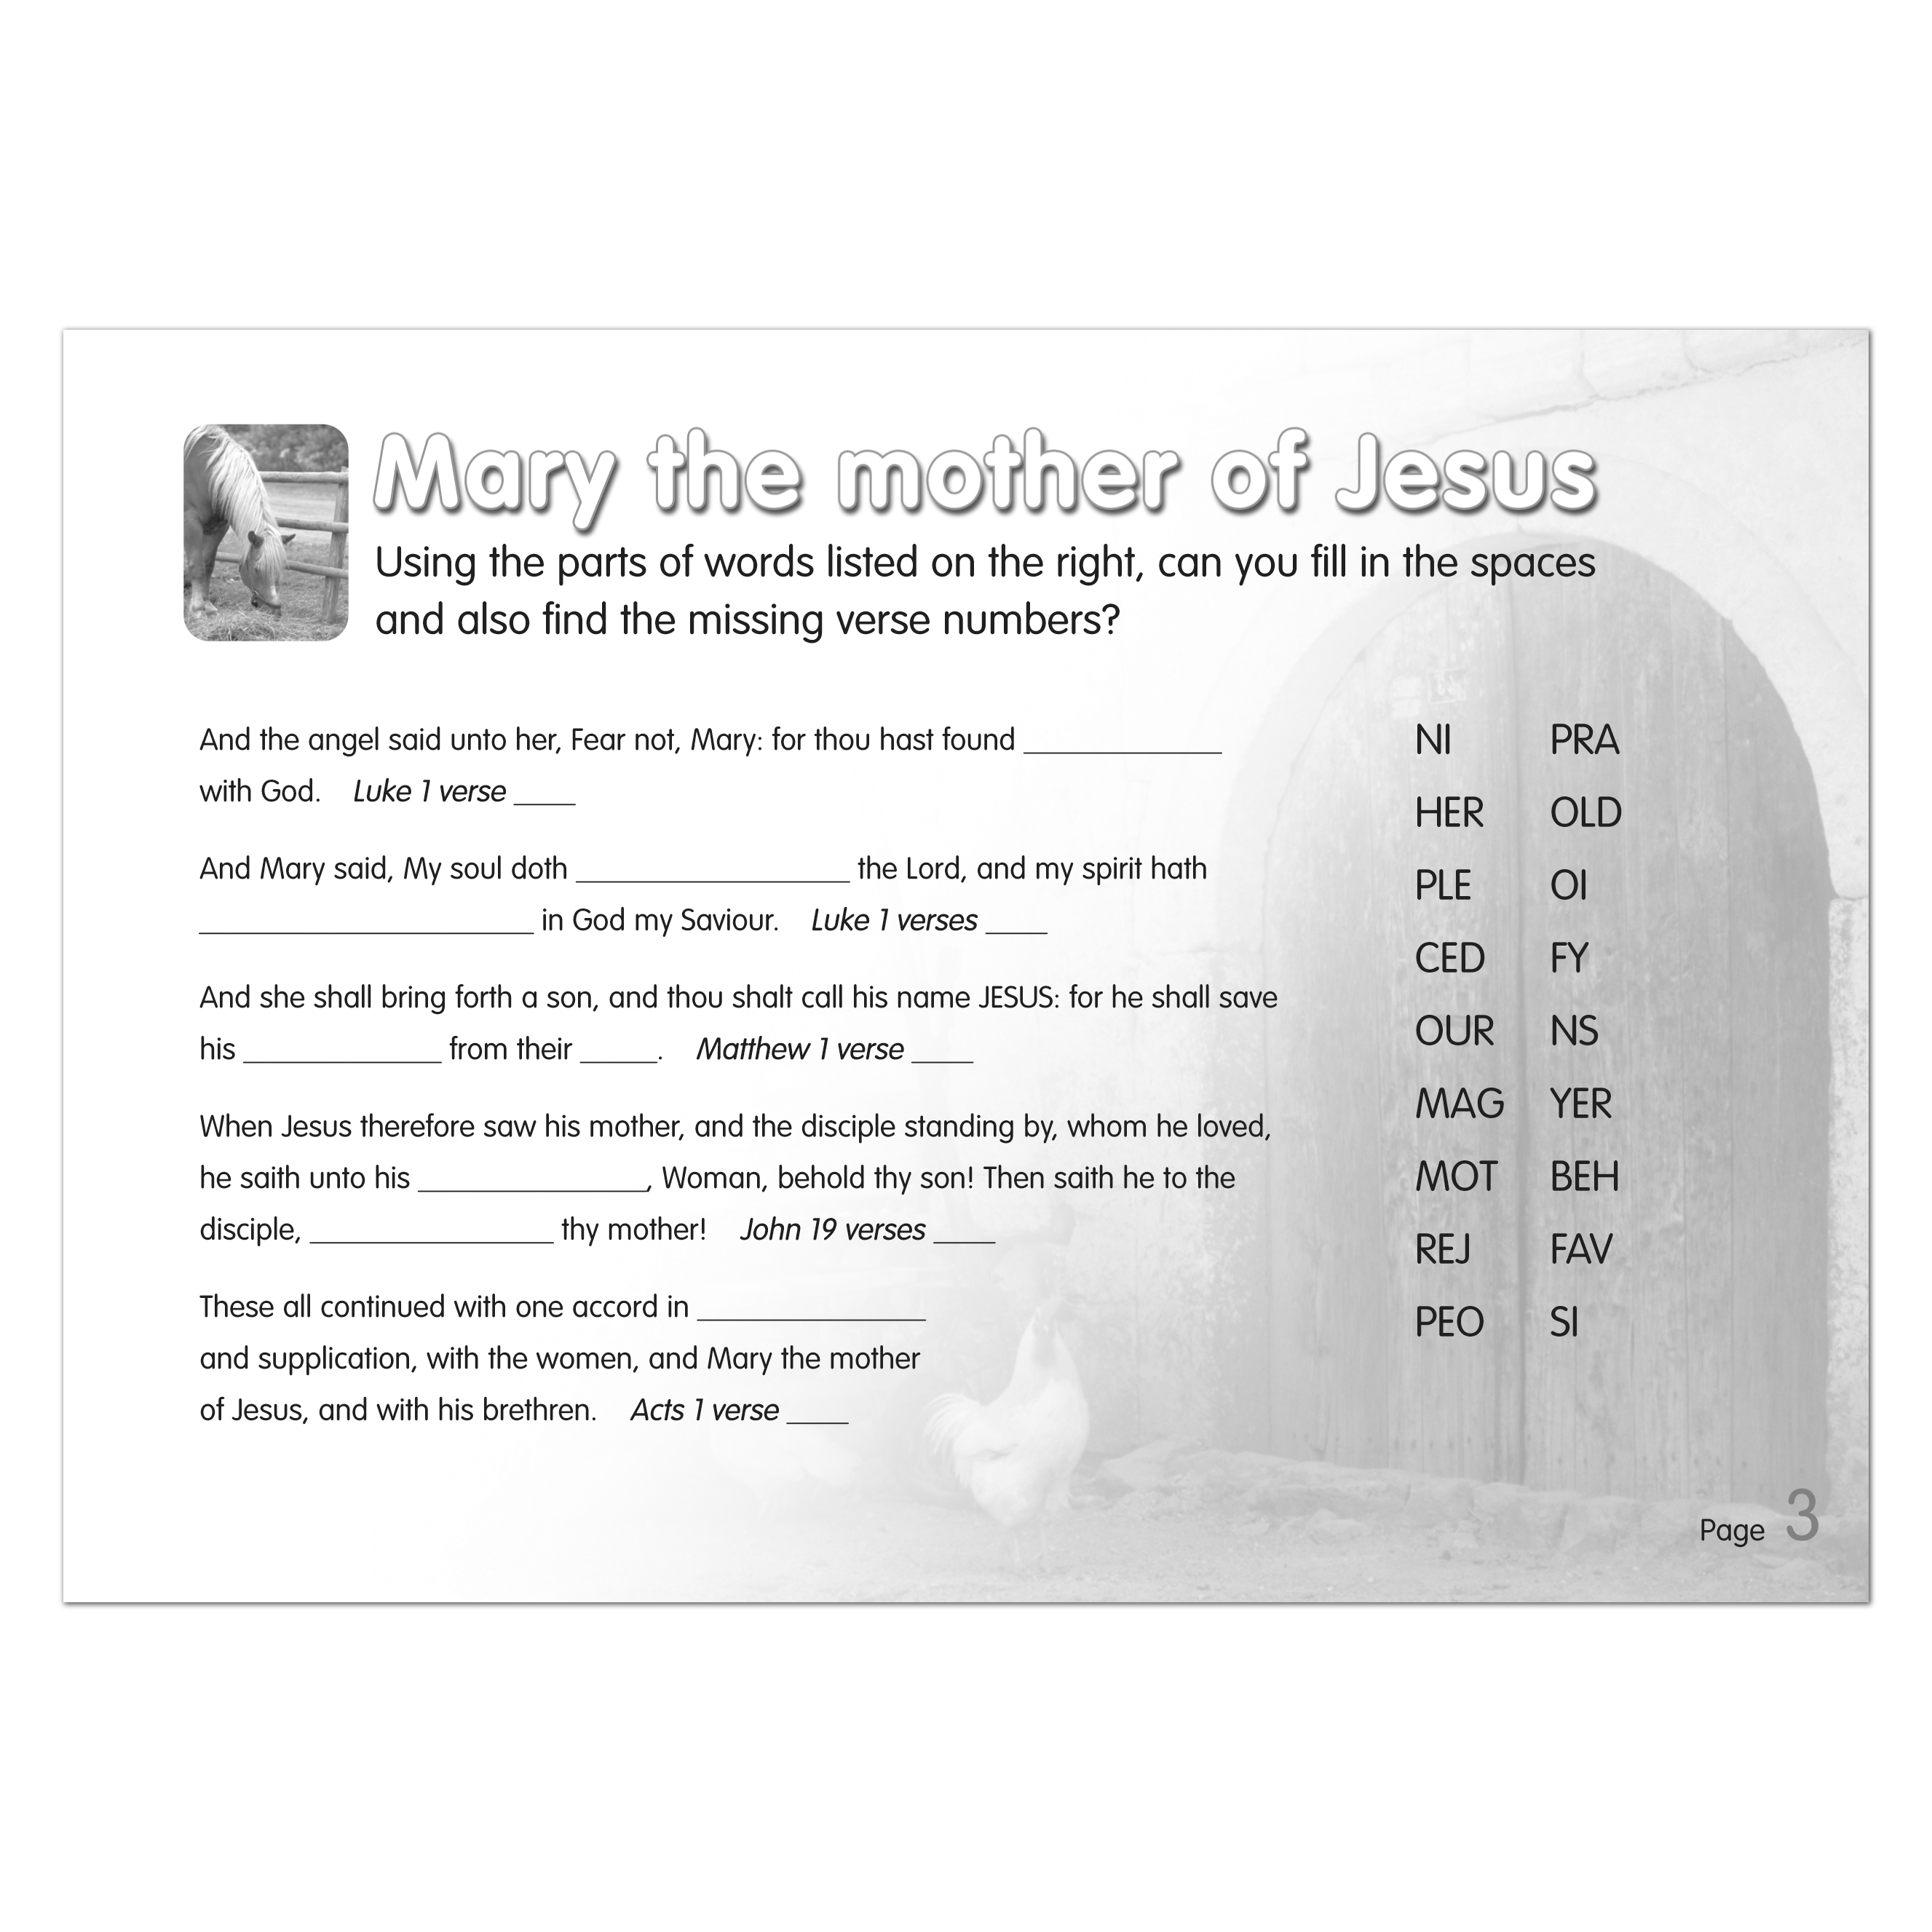 Mary the mother of Jesus
Using the parts of words listed on the right, can you fill in the spaces
and also find the missing verse numbers?
And the angel said unto her, Fear not, Mary: for thou hast found _____________
with God. Luke 1 verse ____
And Mary said, My soul doth __________________ the Lord, and my spirit hath
______________________ in God my Saviour. Luke 1 verses ____
And she shall bring forth a son, and thou shalt call his name JESUS: for he shall save
his _____________ from their _____. Matthew 1 verse ____
When Jesus therefore saw his mother, and the disciple standing by, whom he loved,
he saith unto his _______________, Woman, behold thy son! Then saith he to the
disciple, ________________ thy mother! John 19 verses ____
These all continued with one accord in _______________
and supplication, with the women, and Mary the mother
of Jesus, and with his brethren. Acts 1 verse ____
NI PRA
HER OLD
PLE OI
CED FY
OUR NS
MAG YER
MOT BEH
REJ FAV
PEO SI
Page 3